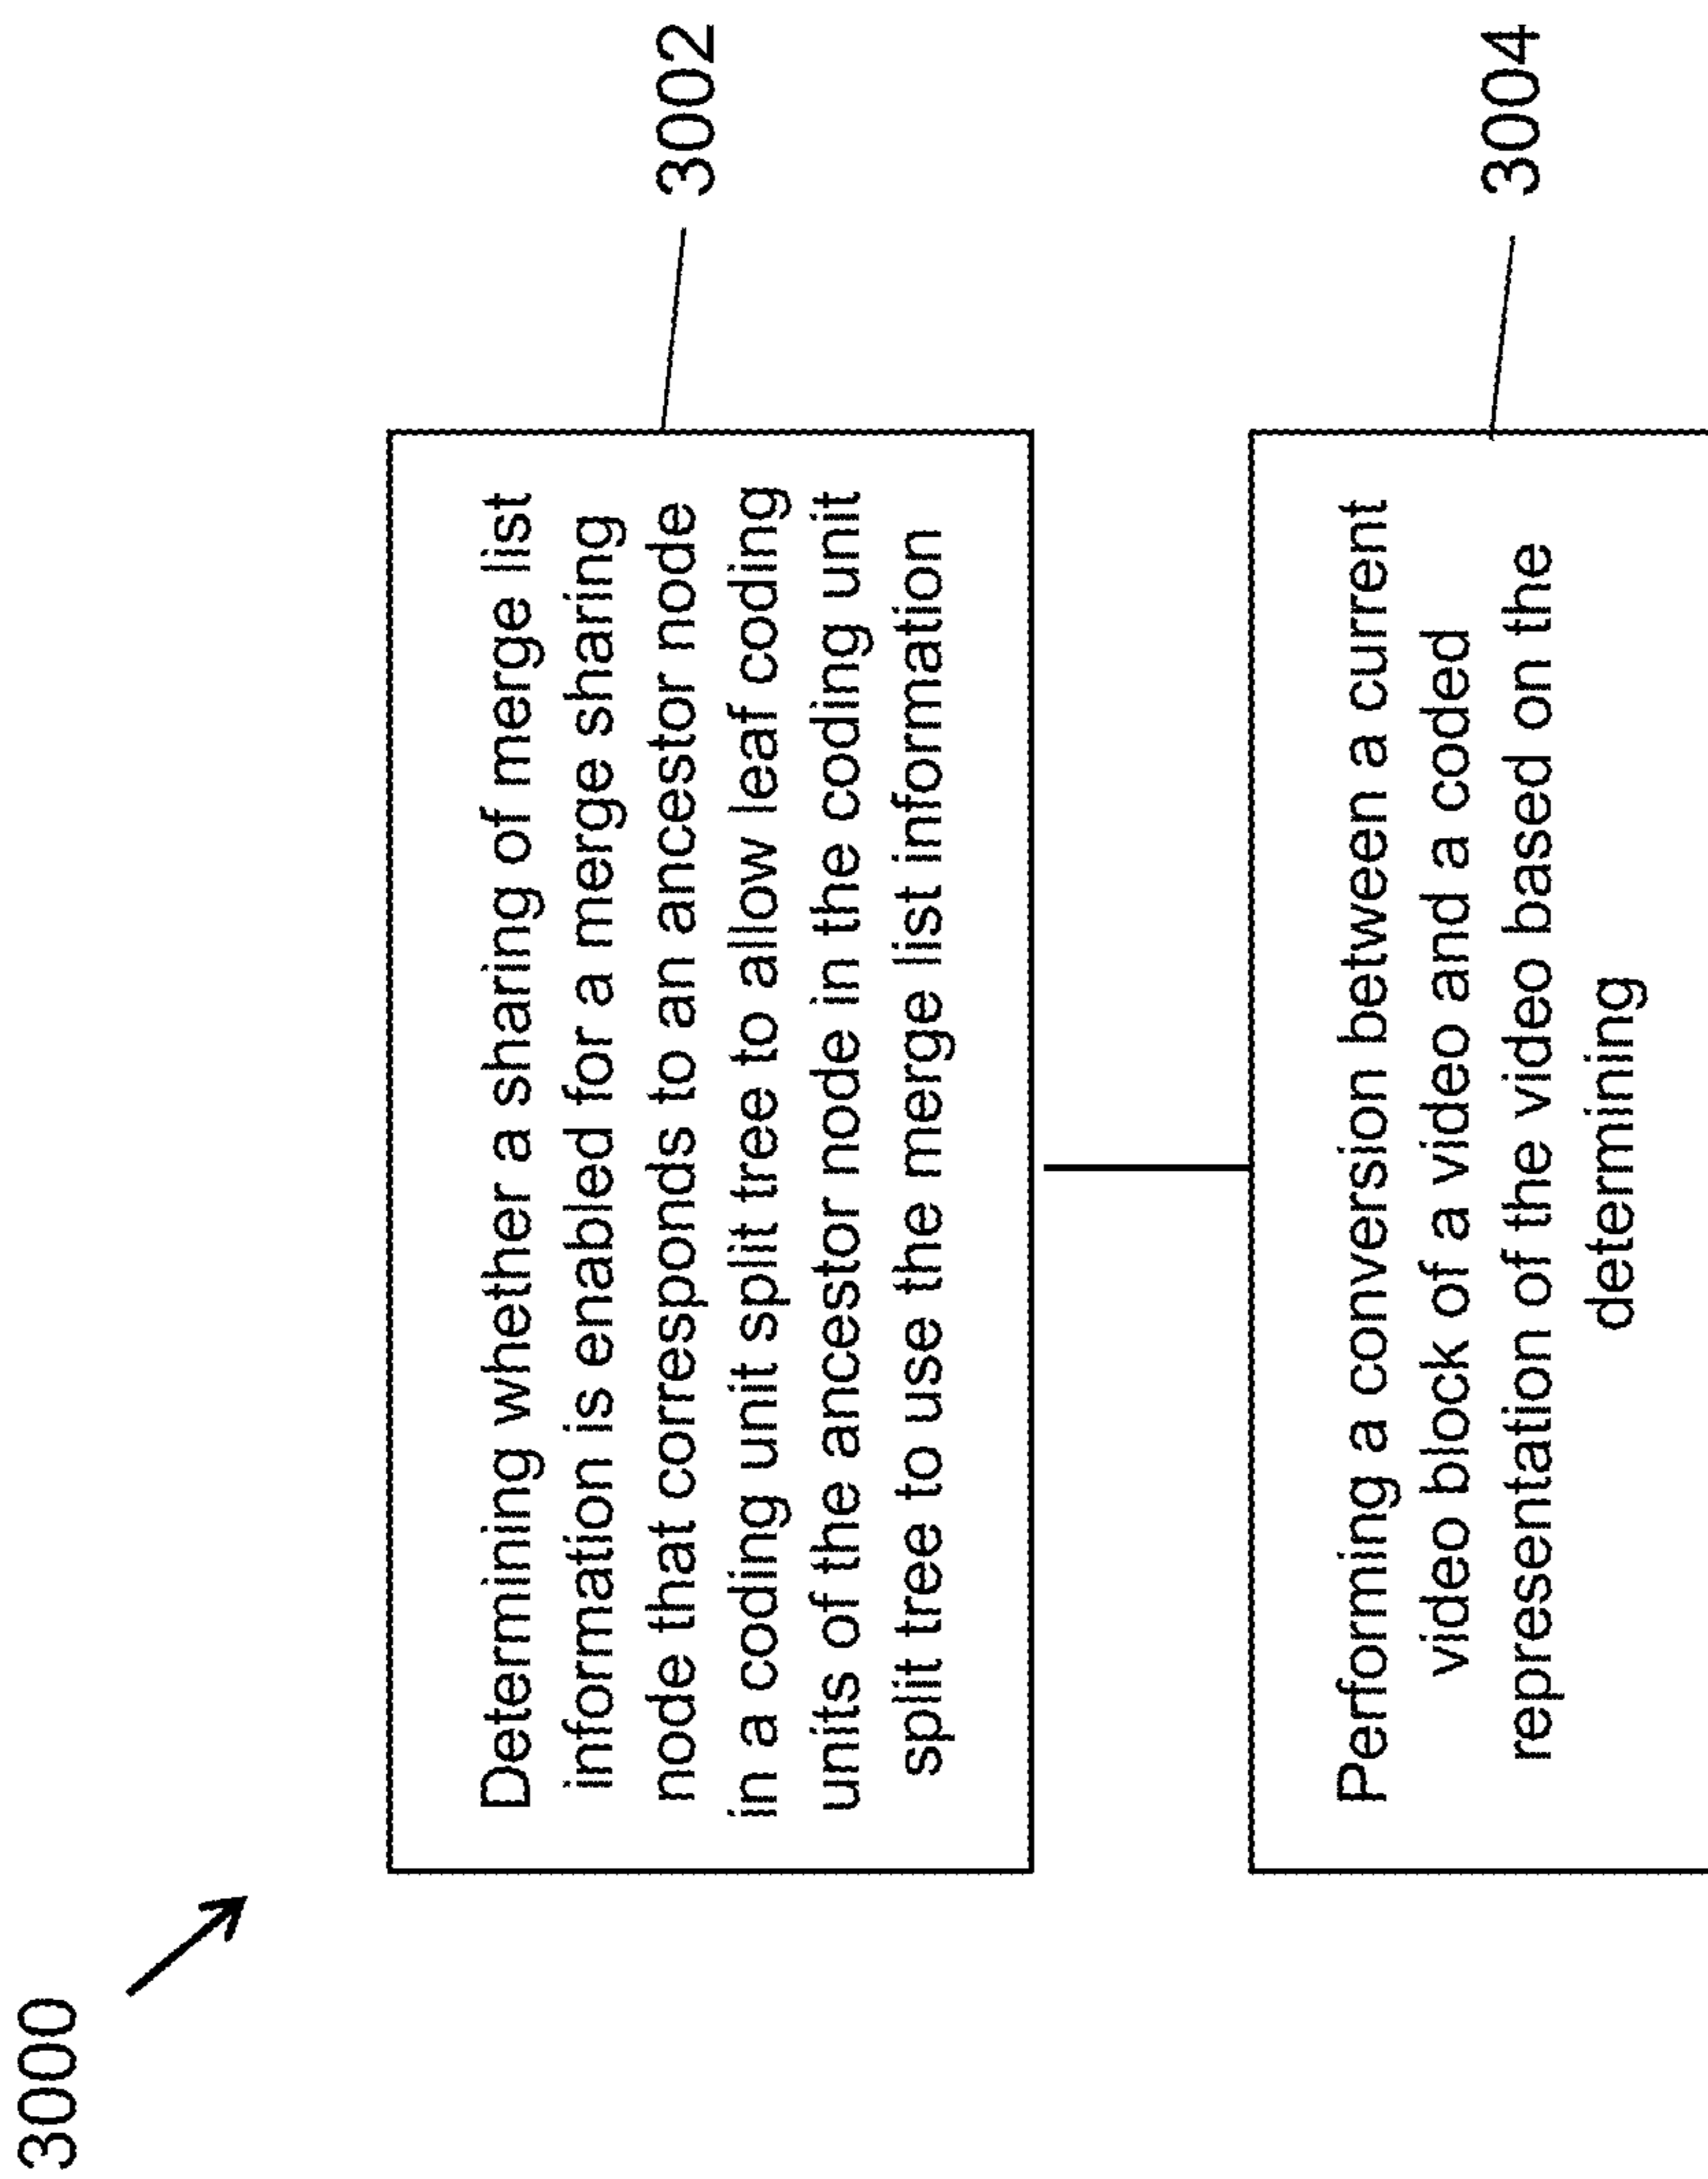 3000
Determining whether a sharing of merge list
information is enabled for a merge sharing
node that corresponds to an ancestor node
in a coding unit split tree to allow leaf coding
units of the ancestor node in the coding unit
split tree to use the merge list information
3002
Performing a conversion between a current
video block of a video and a coded
representation of the video based on the
determining
3004